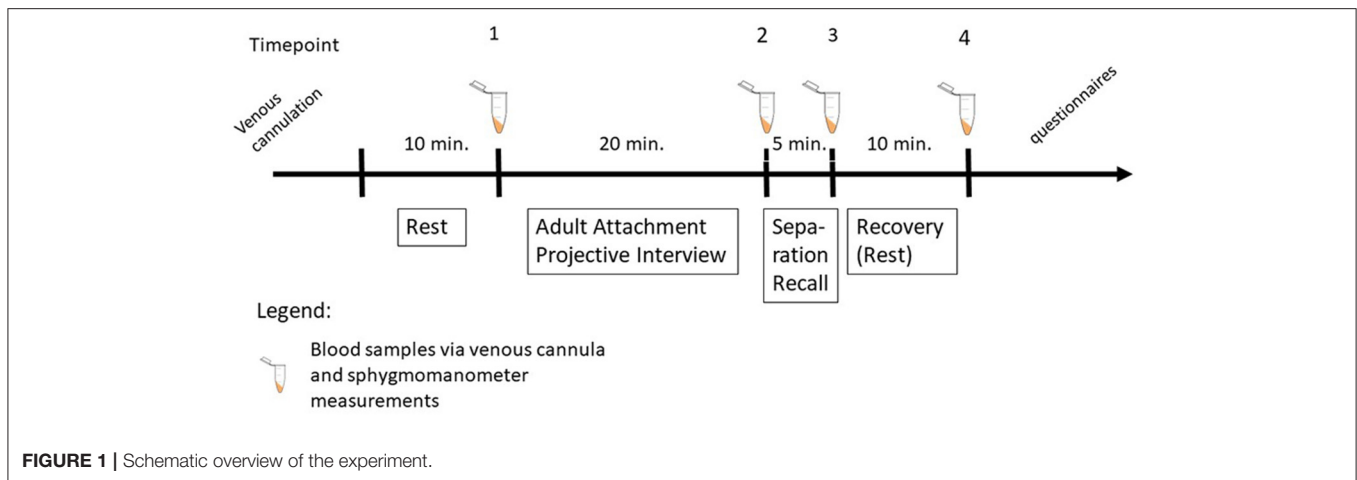 Timepoint
1
2
3
4
Venous
cannulation
10 min.
20 min.
5 min.
10 min.
questionnaires
Rest
Adult Attachment
Projective Interview
Sepa-
ration
Recall
Recovery
(Rest)
Legend:
Blood samples via venous cannula
and sphygmomanometer
measurements
FIGURE 1 | Schematic overview of the experiment.